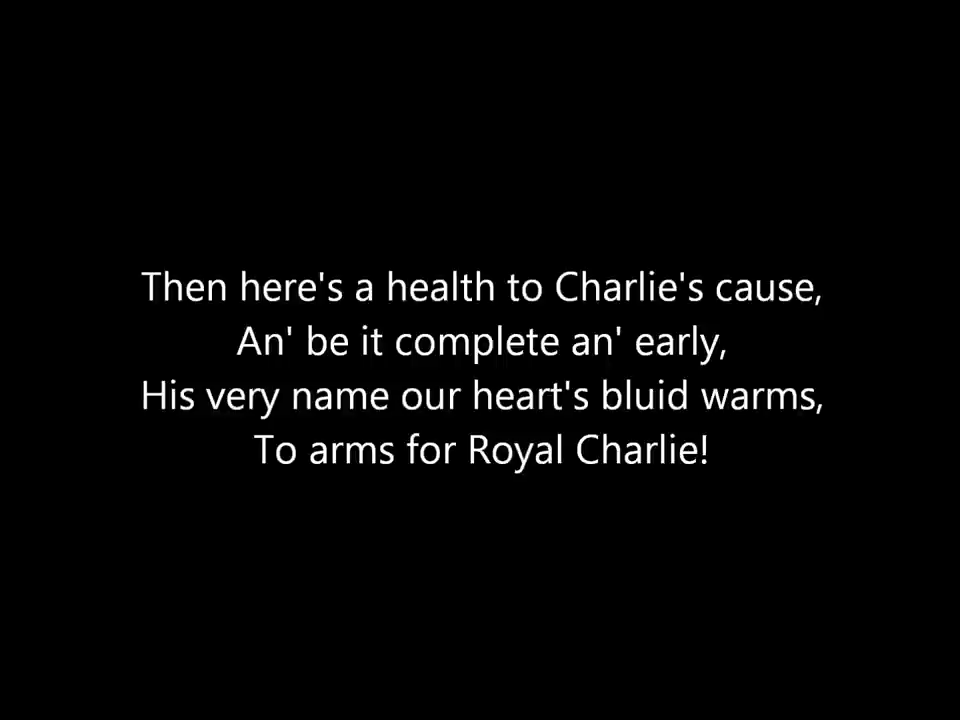 Then here's a health to Charlie's cause,
An' be it complete an' early,
His very name our heart's bluid warms,
To arms for Royal Charlie!